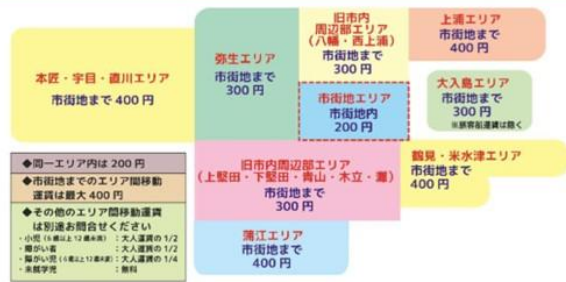 本匠・宇目・直川エリア
市街地まで 400 円
弥生エリア
市街地まで
300 円
旧市内
周辺部エリア
（八幡・西上浦）
市街地まで
300 円
上浦エリア
市街地まで
400 円
市街地エリア
市街地内
200 円
大入島エリア
市街地まで
300 円
※旅客船運賃は除く
旧市内周辺部エリア
（上堅田・下堅田・青山・木立・灘）
市街地まで
300 円
鶴見・米水津エリア
市街地まで
400 円
蒲江エリア
市街地まで
400 円
◆同一エリア内は 200 円
◆市街地までのエリア間移動
運賃は最大 400 円
◆その他のエリア間移動運賃
は別途お問合せください
・小児（6歳以上12歳未満）：大人運賃の 1/2
・障がい者：大人運賃の 1/2
・障がい児（6歳以上12歳未満）：大人運賃の 1/4
・未就学児：無料